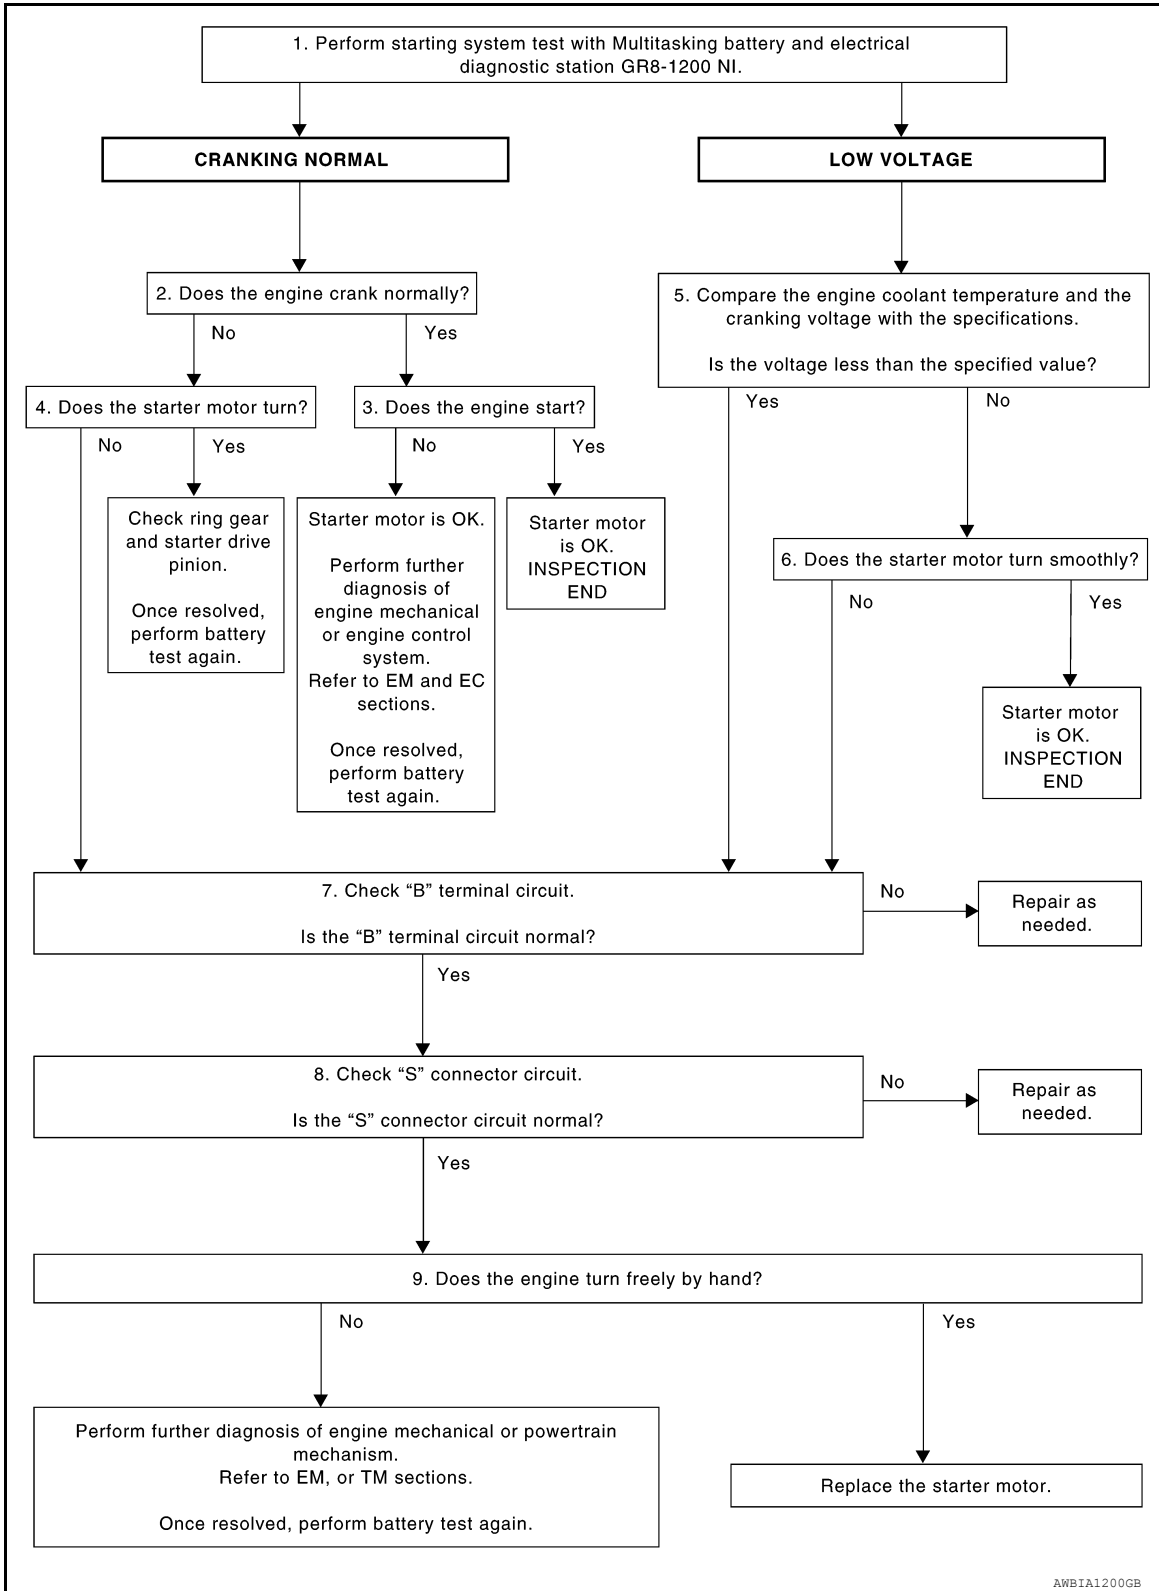 1. Perform starting system test with Multitasking battery and electrical
diagnostic station GR8-1200 NI.
CRANKING NORMAL
LOW VOLTAGE
2. Does the engine crank normally?
No
Yes
4. Does the starter motor turn?
No
Yes
3. Does the engine start?
No
Yes
Check ring gear
and starter drive
pinion.
Once resolved,
perform battery
test again.
Starter motor is OK.
Perform further
diagnosis of
engine mechanical
or engine control
system.
Refer to EM and EC
sections.
Once resolved,
perform battery
test again.
Starter motor
is OK.
INSPECTION
END
5. Compare the engine coolant temperature and the
cranking voltage with the specifications.
Is the voltage less than the specified value?
Yes
No
6. Does the starter motor turn smoothly?
No
Yes
Starter motor
is OK.
INSPECTION
END
7. Check “B” terminal circuit.
Is the “B” terminal circuit normal?
No
Repair as
needed.
Yes
8. Check “S” connector circuit.
Is the “S” connector circuit normal?
No
Repair as
needed.
Yes
9. Does the engine turn freely by hand?
No
Yes
Perform further diagnosis of engine mechanical or powertrain
mechanism.
Refer to EM, or TM sections.
Once resolved, perform battery test again.
Replace the starter motor.
AWBIA1200GB